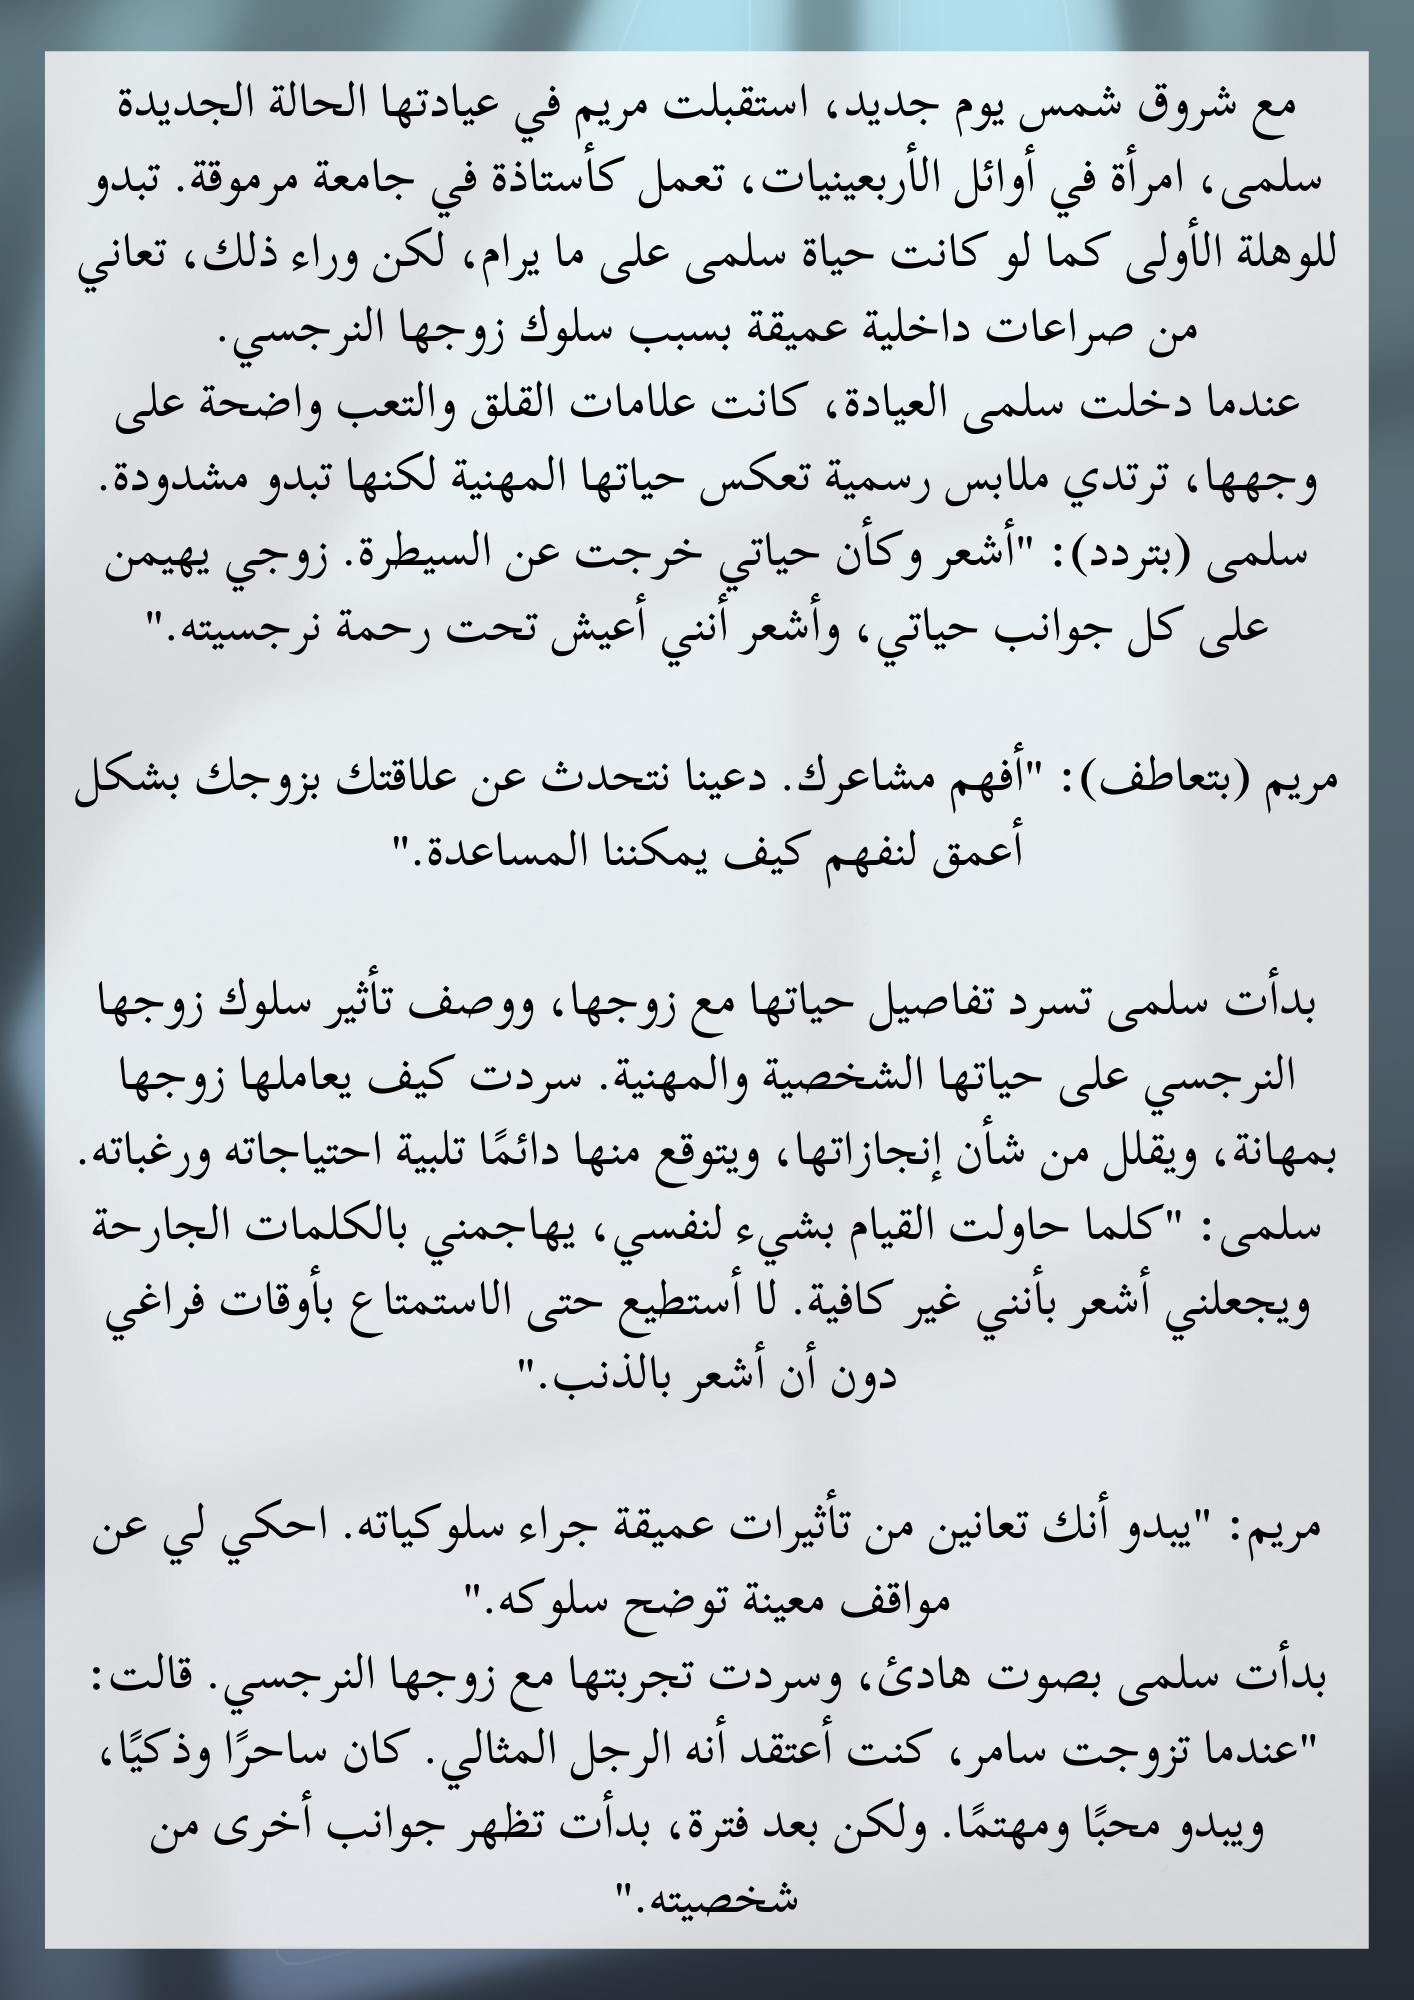 مع شروق شمس يوم جديد، استقبلت مريم في عيادتها الحالة الجديدة
سلمى، امرأة في أوائل الأربعينيات، تعمل كأستاذة في جامعة مرموقة. تبدو
للوهلة الأولى كما لو كانت حياة سلمى على ما يرام، لكن وراء ذلك، تعاني
من صراعات داخلية عميقة بسبب سلوك زوجها النرجسي.
عندما دخلت سلمى العيادة، كانت علامات القلق والتعب واضحة على
وجهها، ترتدي ملابس رسمية تعكس حياتها المهنية لكنها تبدو مشدودة.
سلمى (بتردد): "أشعر وكأن حياتي خرجت عن السيطرة. زوجي يهيمن
على كل جوانب حياتي، وأشعر أنني أعيش تحت رحمة نرجسيته."
مريم (بتعاطف): "أفهم مشاعرك. دعينا نتحدث عن علاقتك بزوجك بشكل
أعمق لنفهم كيف يمكننا المساعدة."
بدأت سلمى تسرد تفاصيل حياتها مع زوجها، ووصف تأثير سلوك زوجها
النرجسي على حياتها الشخصية والمهنية. سردت كيف يعاملها زوجها
بمهانة، ويقلل من شأن إنجازاتها، ويتوقع منها دائمًا تلبية احتياجاته ورغباته.
سلمى: "كلما حاولت القيام بشيء لنفسي، يهاجمني بالكلمات الجارحة
ويجعلني أشعر بأنني غير كافية. لا أستطيع حتى الاستمتاع بأوقات فراغي
دون أن أشعر بالذنب."
مريم: "يبدو أنك تعانين من تأثيرات عميقة جراء سلوكياته. احكي لي عن
مواقف معينة توضح سلوكه."
بدأت سلمى بصوت هادئ، وسردت تجربتها مع زوجها النرجسي. قالت:
"عندما تزوجت سامر، كنت أعتقد أنه الرجل المثالي. كان ساحرًا وذكيًا،
ويبدو محبًا ومهتمًا. ولكن بعد فترة، بدأت تظهر جوانب أخرى من
شخصيته."